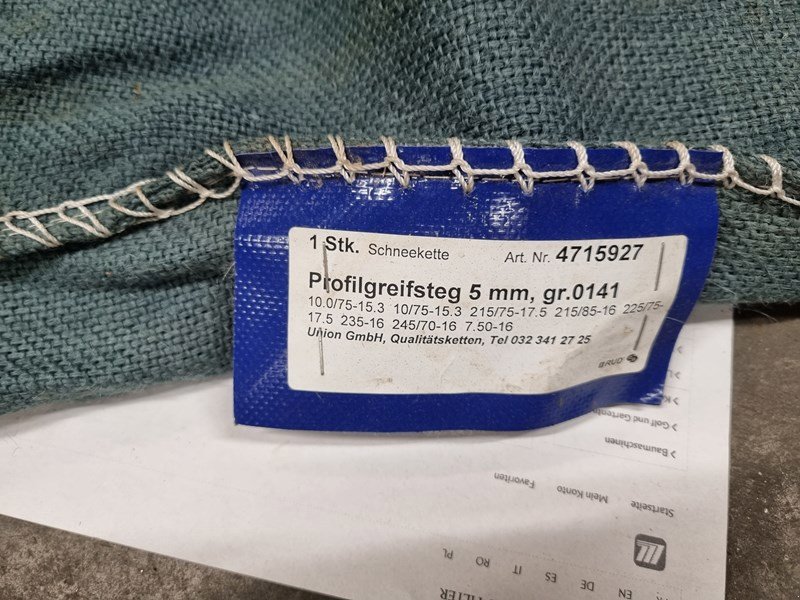 1 Stk. Schneekette Art. Nr. 4715927
Profilgreifsteg 5 mm, gr.0141
10.0/75-15.3 10/75-15.3 215/75-17.5 215/85-16 225/75-
17.5 235-16 245/70-16 7.50-16
Union GmbH, Qualitätsketten, Tel 032 341 27 25
BRUD
> Golf und Garten
> Baumaschinen
Startseite Mein Konto Favoriten
EN DE ES IT RO PL
FILTER